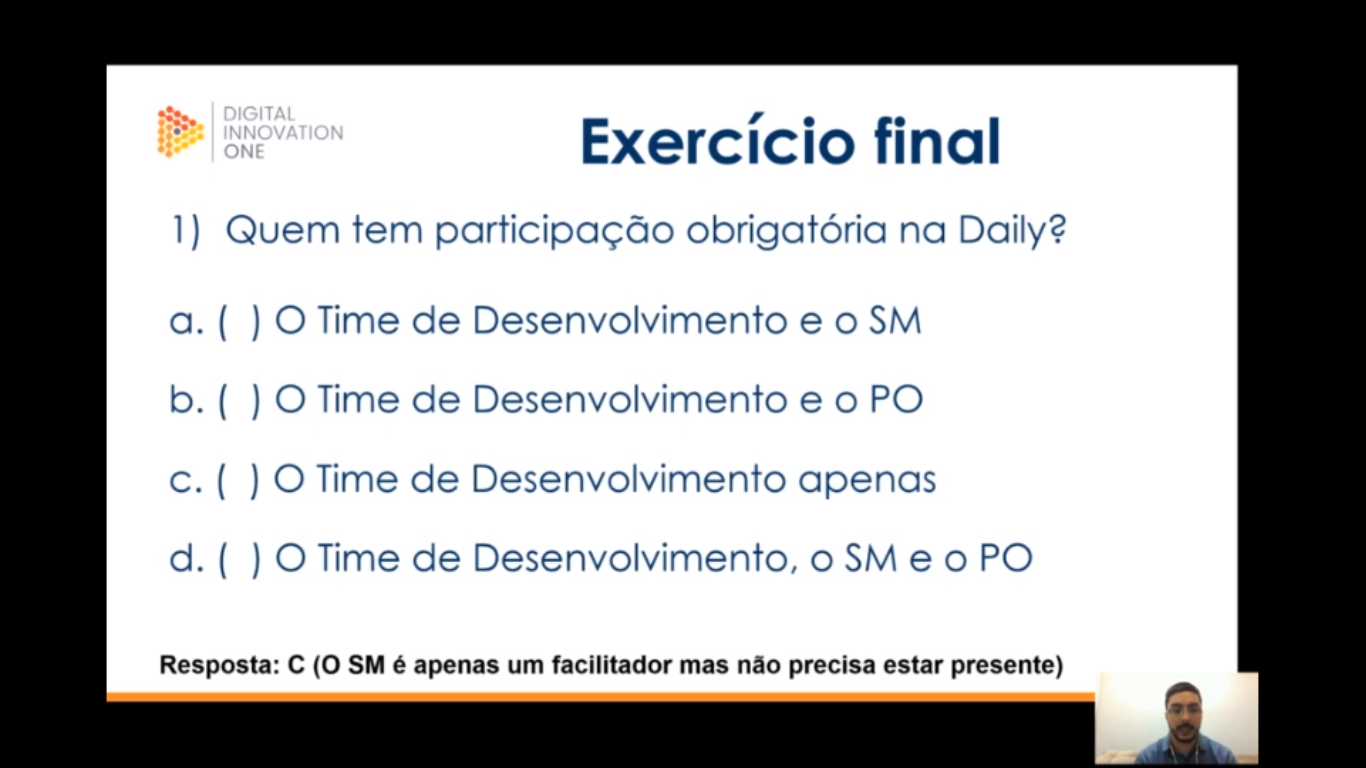 DIGITAL
INNOVATION
ONE
Exercício final
1) Quem tem participação obrigatória na Daily?
a. ( ) O Time de Desenvolvimento e o SM
b. ( ) O Time de Desenvolvimento e o PO
c. ( ) O Time de Desenvolvimento apenas
d. ( ) O Time de Desenvolvimento, o SM e o PO
Resposta: C (O SM é apenas um facilitador mas não precisa estar presente)